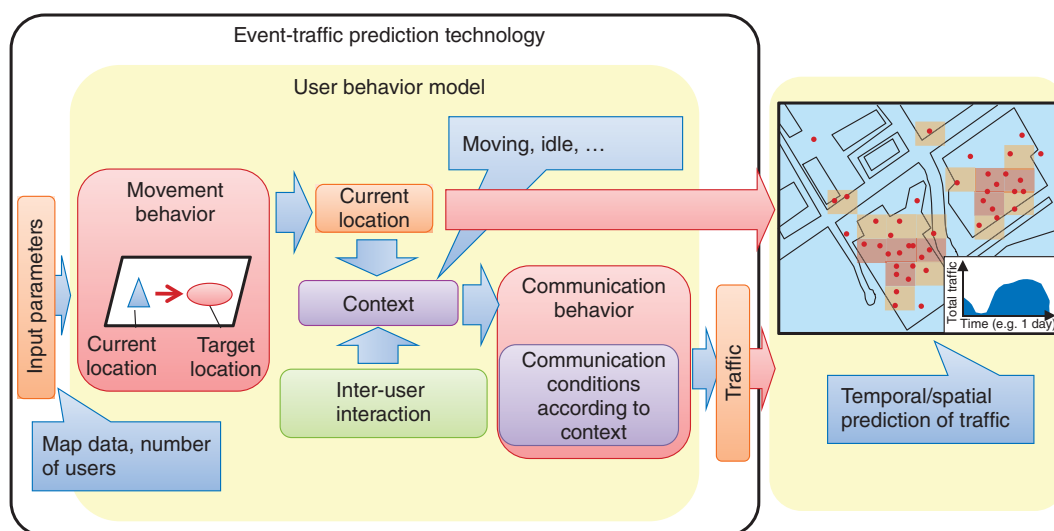 Event-traffic prediction technology
User behavior model
Moving, idle, …
Movement
behavior
Current
location
Input parameters
Context
Communication
behavior
Current
location
Target
location
Inter-user
interaction
Communication
conditions
according to
context
Traffic
Map data, number
of users
Total traffic
Time (e.g. 1 day)
Temporal/spatial
prediction of traffic